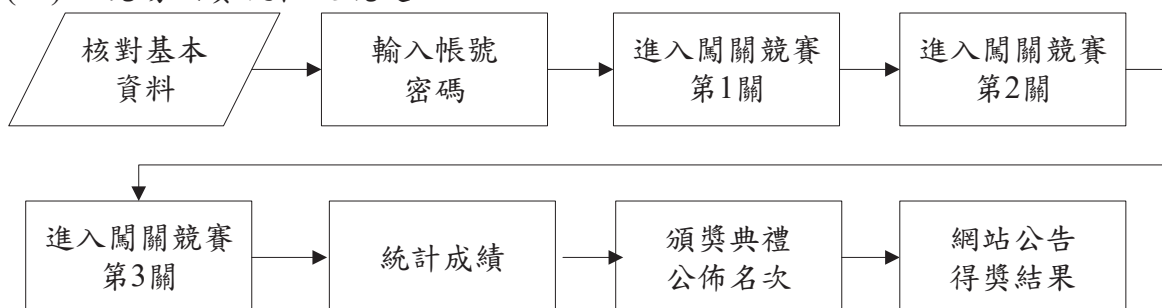 核對基本
資料
輸入帳號
密碼
進入闖關競賽
第1關
進入闖關競賽
第2關
進入闖關競賽
第3關
統計成績
頒獎典禮
公佈名次
網站公告
得獎結果